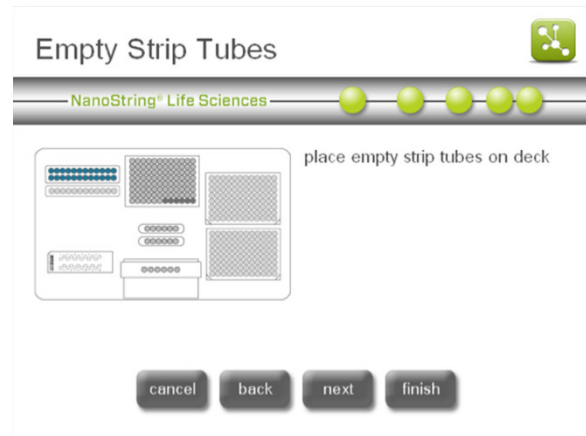 Empty Strip Tubes
NanoString® Life Sciences
place empty strip tubes on deck
cancel
back
next
finish